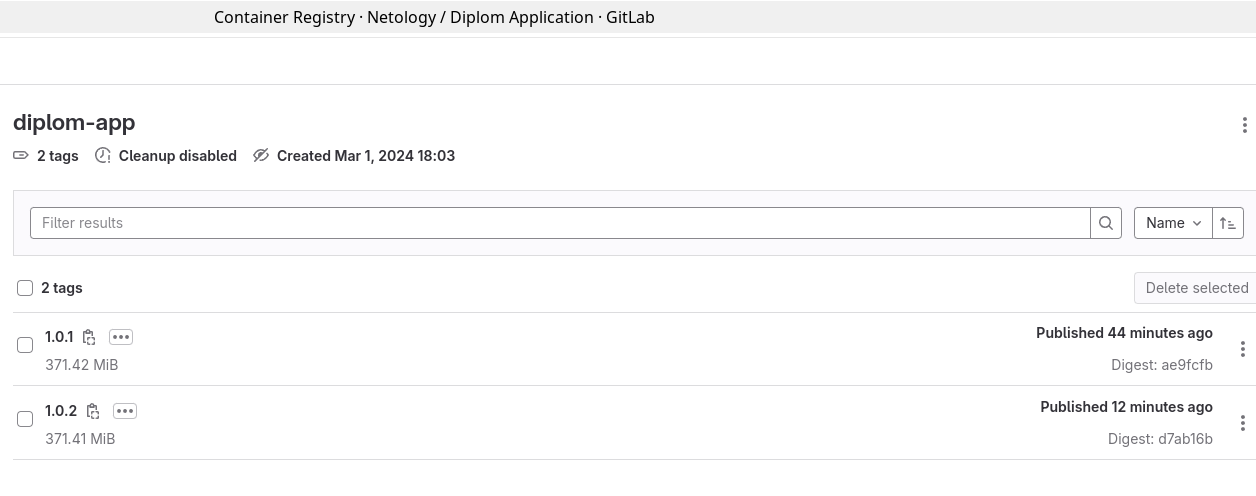 Container Registry · Netology / Diplom Application · GitLab
diplom-app
2 tags Cleanup disabled Created Mar 1, 2024 18:03
Filter results Name
2 tags Delete selected
1.0.1 Published 44 minutes ago
371.42 MiB Digest: ae9fcfb
1.0.2 Published 12 minutes ago
371.41 MiB Digest: d7ab16b